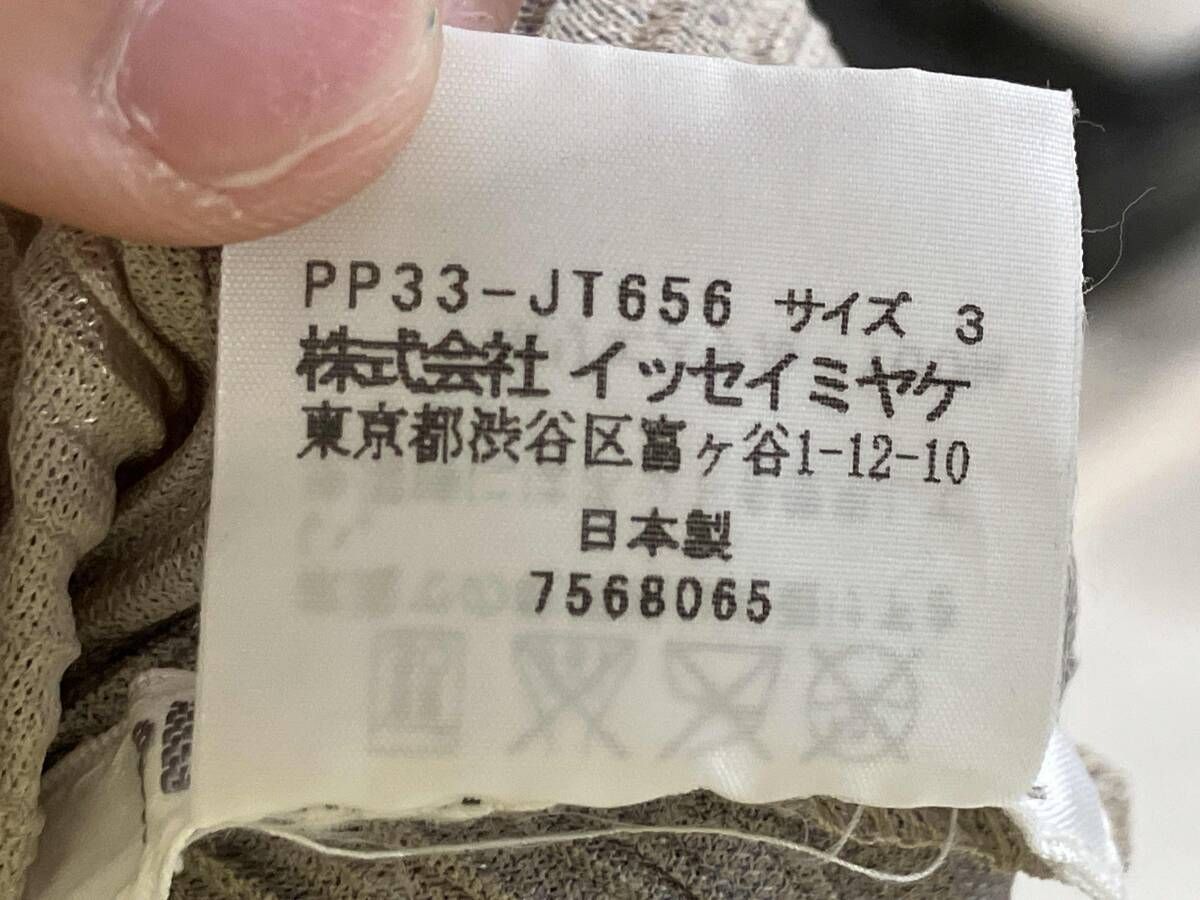 PP33-JT656 サイズ 3
株式会社 イッセイミヤケ
東京都渋谷区富ヶ谷1-12-10
日本製
7568065